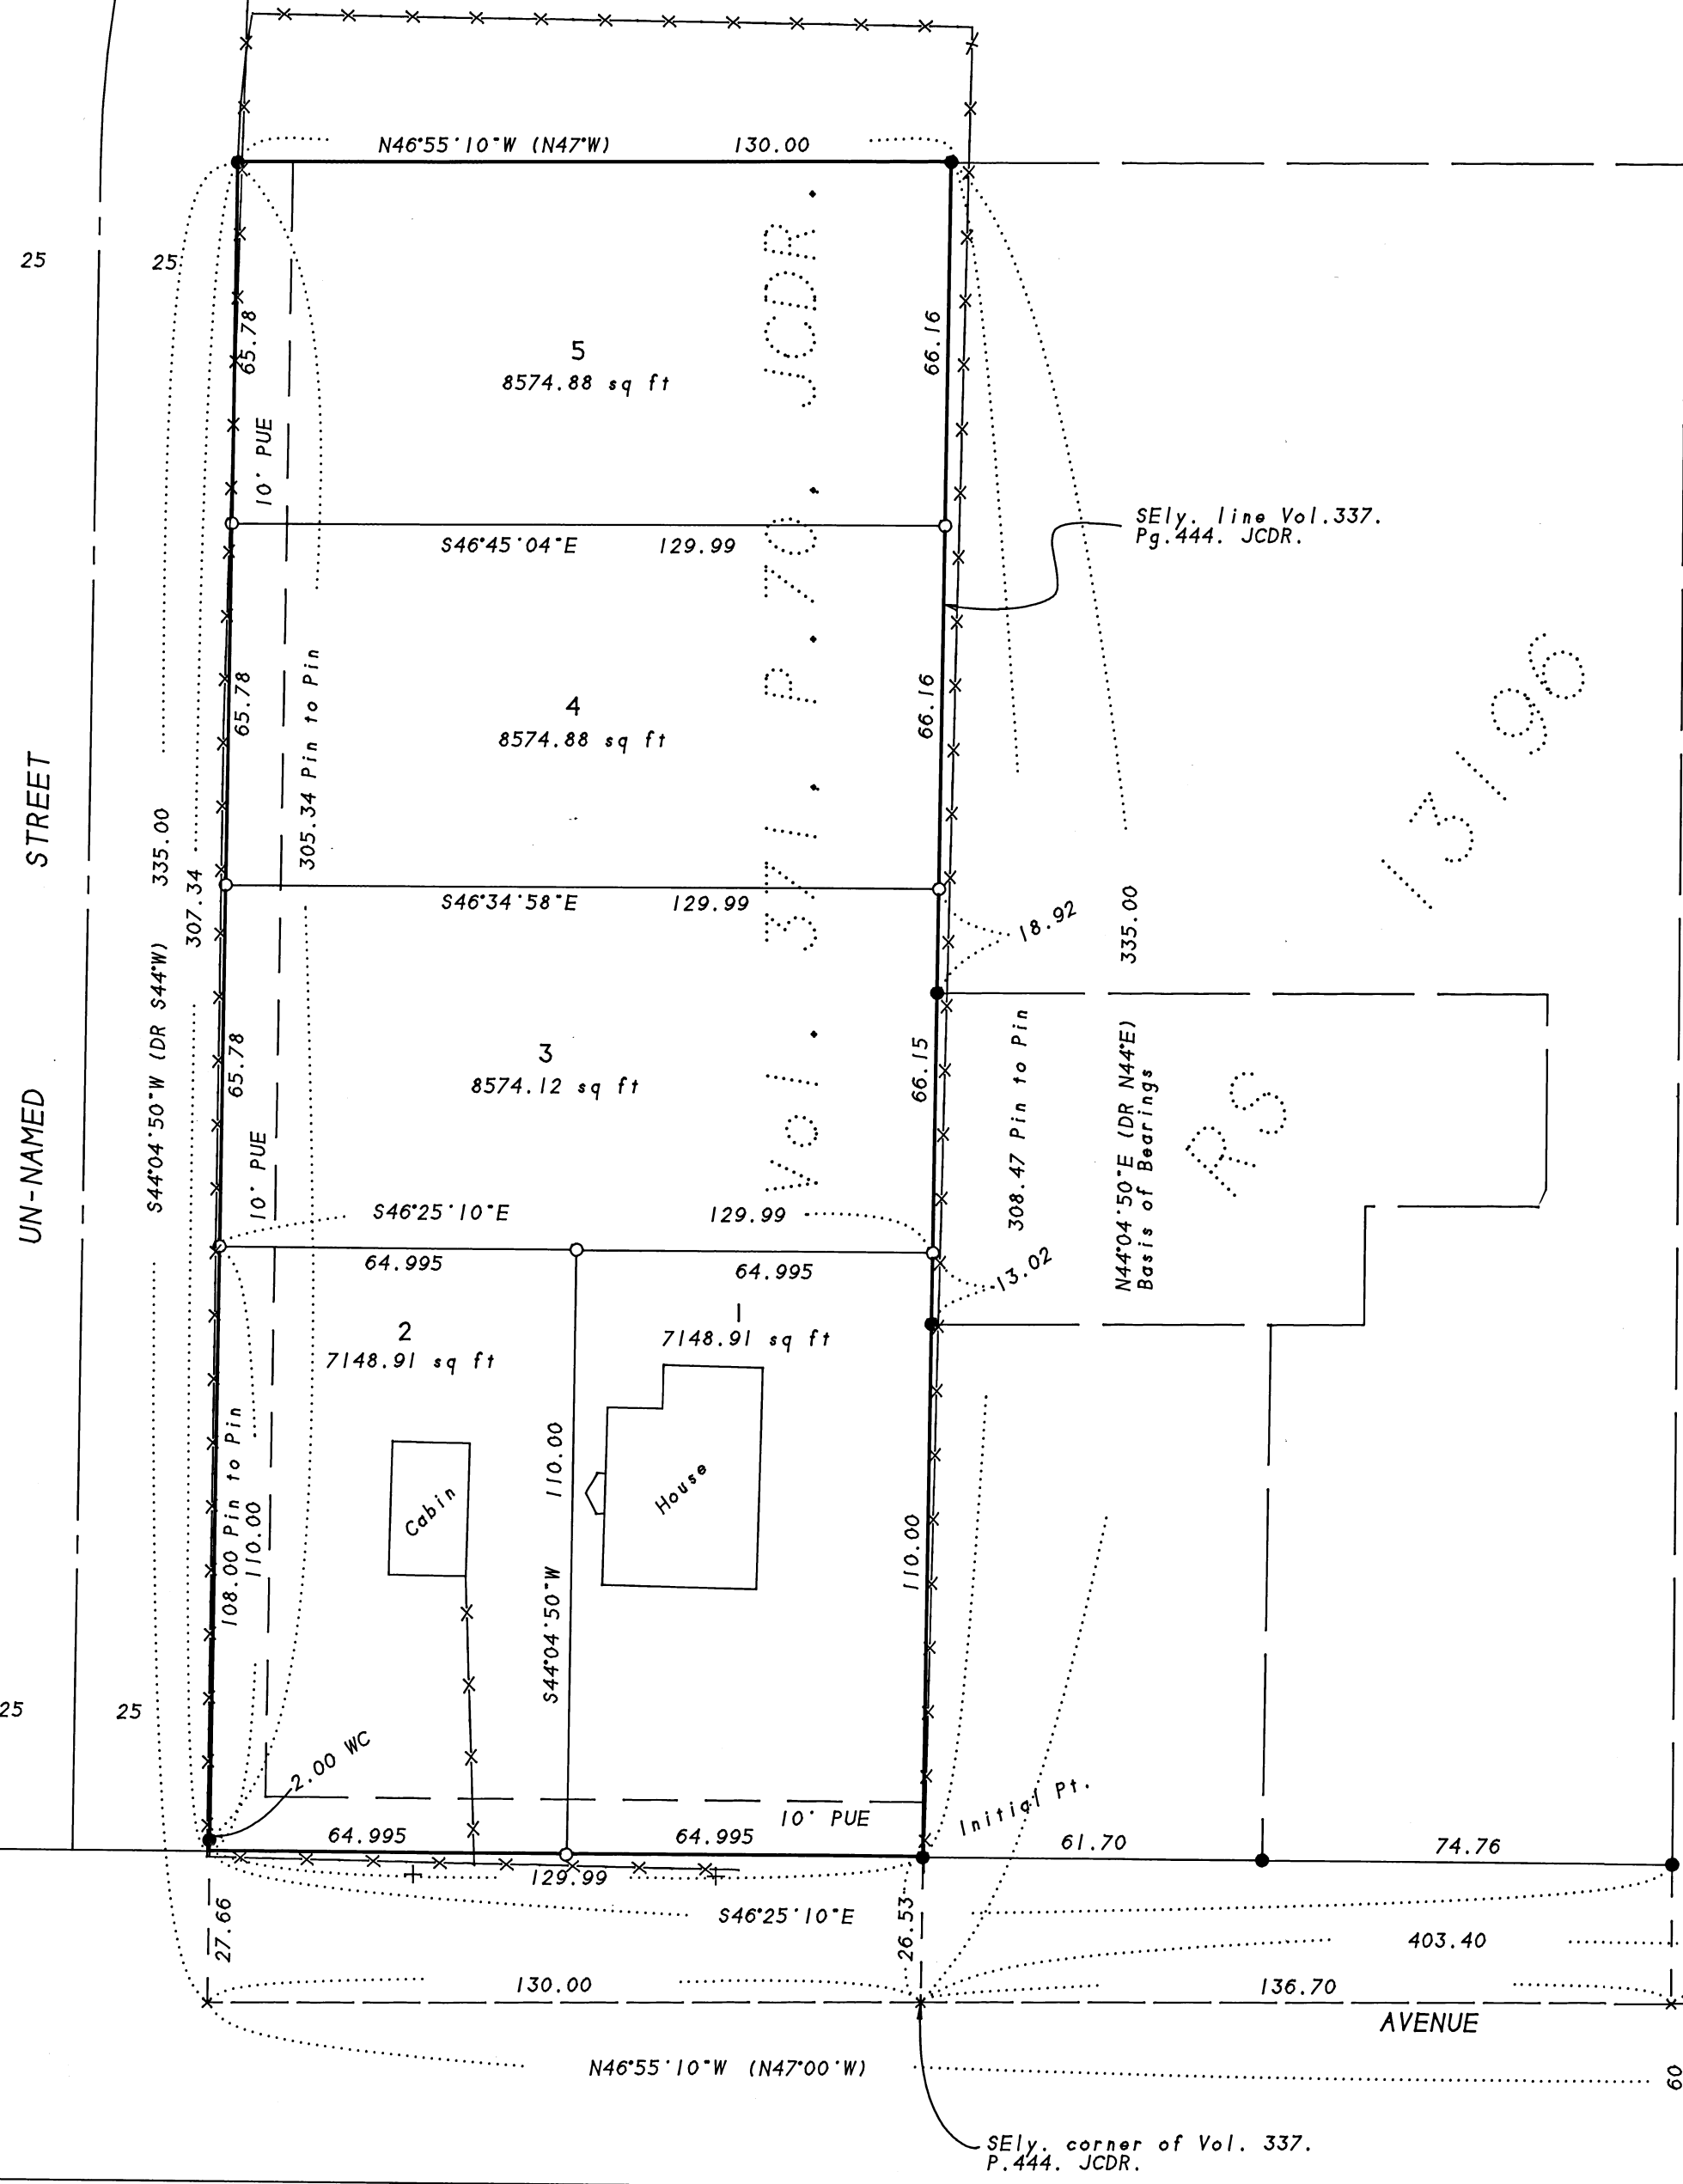 N46°55'10"W (N47°W) 130.00
25
25
65.78
10' PUE
5
8574.88 sq ft
66.16
S46°45'04"E 129.99
SEly. line Vol.337.
Pg.444. JCDR.
65.78
305.34 Pin to Pin
4
8574.88 sq ft
66.16
Vol. 371. P. 70. JCDR.
RS 13196
UN-NAMED STREET
S44°04'50"W (DR S44°W) 335.00
307.34
S46°34'58"E 129.99
18.92
335.00
65.78
10' PUE
3
8574.12 sq ft
66.15
308.47 Pin to Pin
N44°04'50"E (DR N44°E)
Basis of Bearings
S46°25'10"E 129.99
64.995
64.995
13.02
2
7148.91 sq ft
1
7148.91 sq ft
108.00 Pin to Pin
110.00
Cabin
S44°04'50"W 110.00
House
110.00
25
25
2.00 WC
10' PUE
Initial Pt.
64.995
64.995
61.70
74.76
129.99
S46°25'10"E
27.66
26.53
403.40
130.00
136.70
AVENUE
N46°55'10"W (N47°00'W)
60
SEly. corner of Vol. 337.
P.444. JCDR.